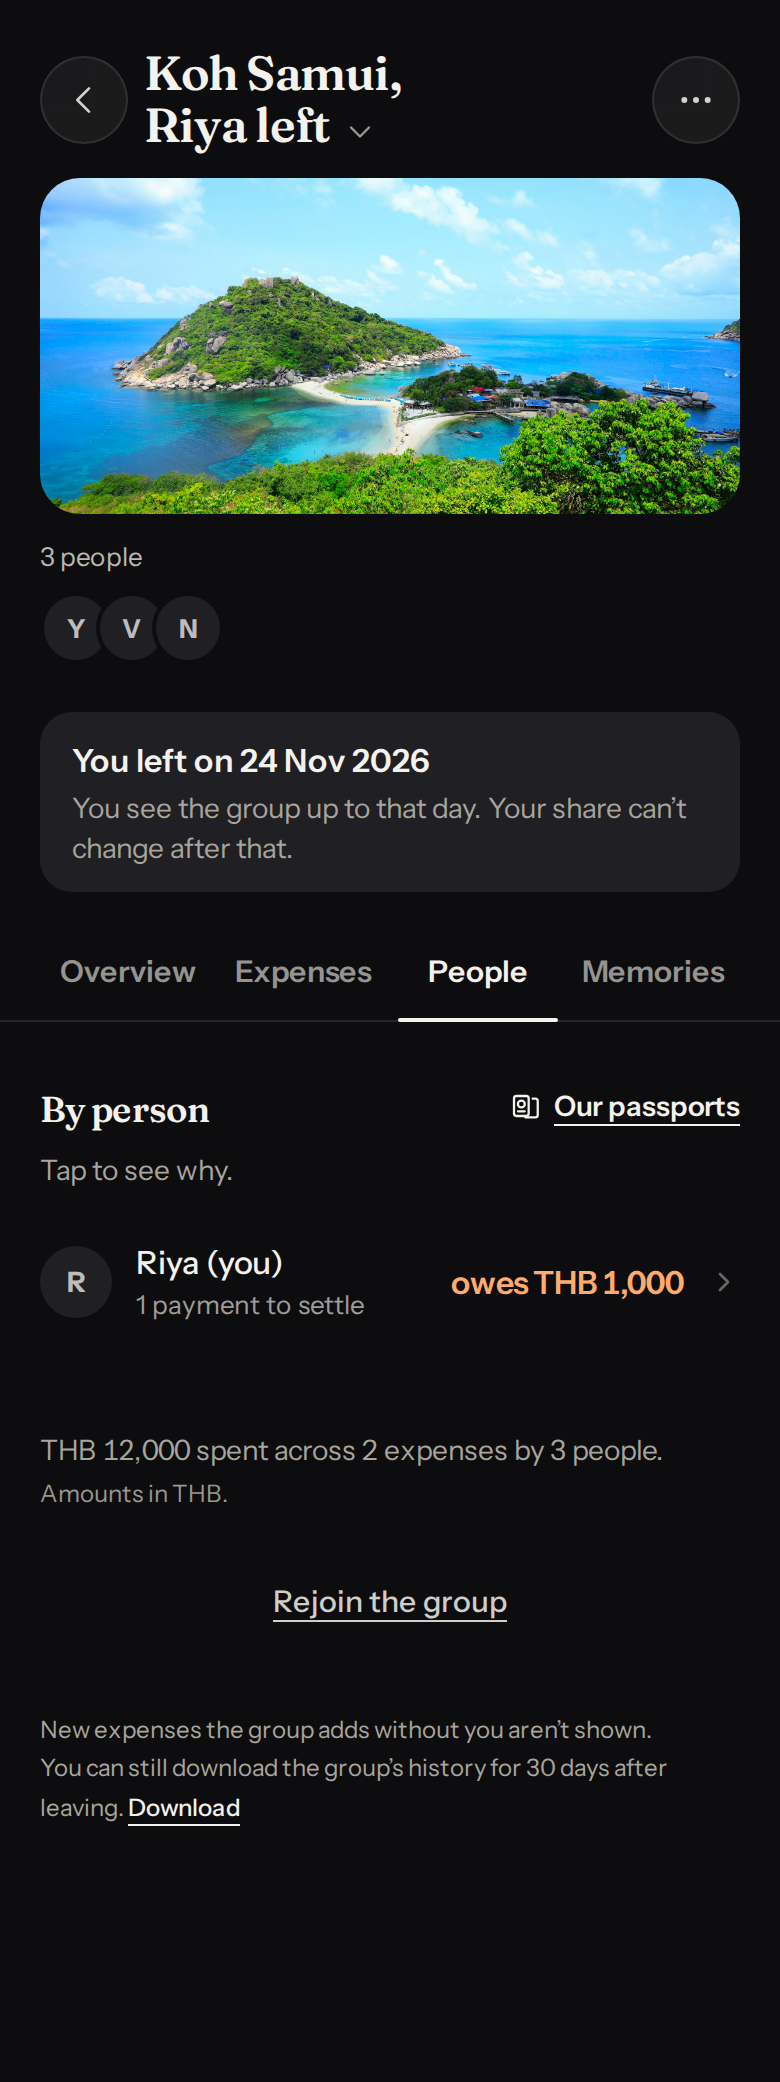 Koh Samui,
Riya left
3 people
Y V N
You left on 24 Nov 2026
You see the group up to that day. Your share can’t
change after that.
Overview Expenses People Memories
By person Our passports
Tap to see why.
R Riya (you) owes THB 1,000
1 payment to settle
THB 12,000 spent across 2 expenses by 3 people.
Amounts in THB.
Rejoin the group
New expenses the group adds without you aren’t shown.
You can still download the group’s history for 30 days after
leaving. Download